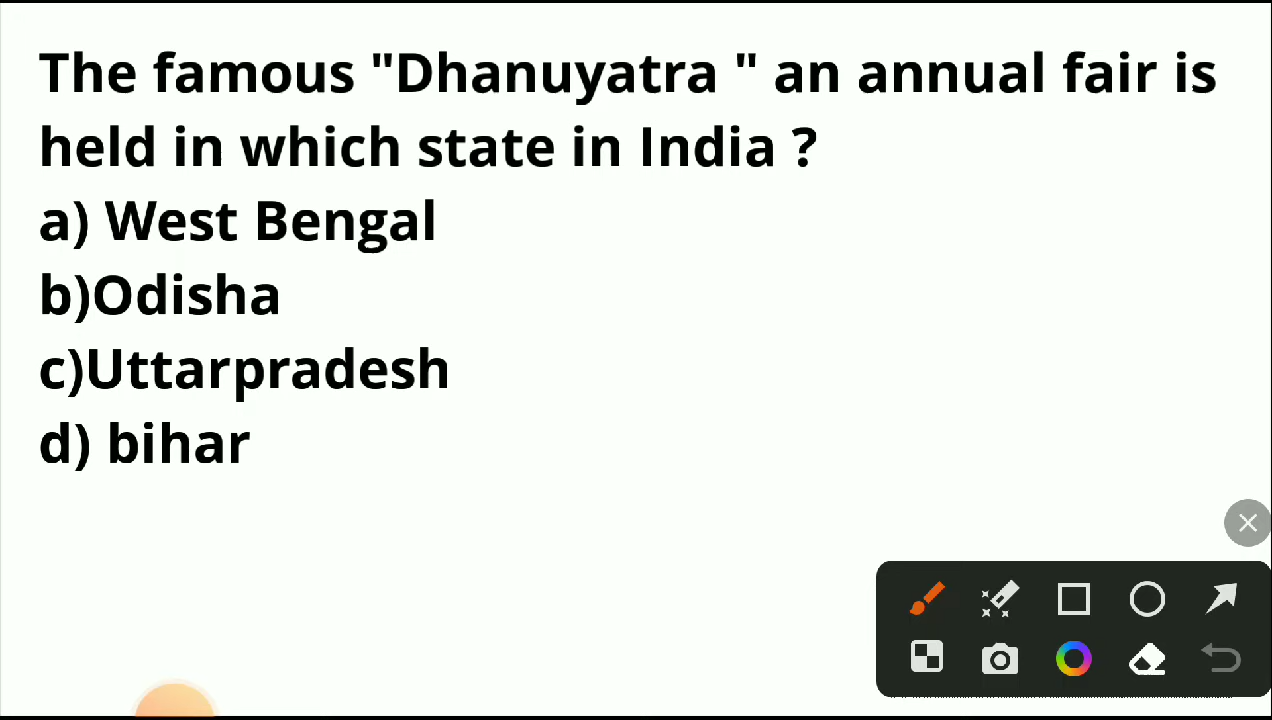 The famous "Dhanuyatra " an annual fair is
held in which state in India ?
a) West Bengal
b)Odisha
c)Uttarpradesh
d) bihar